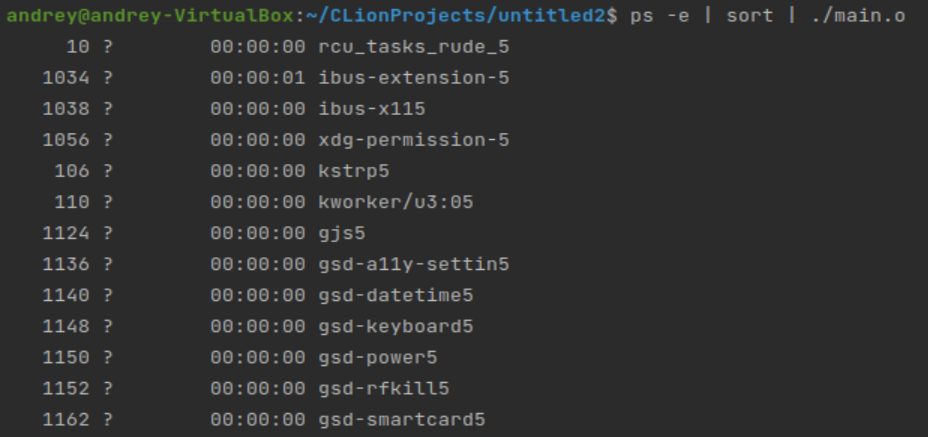 andrey@andrey-VirtualBox:~/CLionProjects/untitled2$ ps -e | sort | ./main.o
10 ? 00:00:00 rcu_tasks_rude_5
1034 ? 00:00:01 ibus-extension-5
1038 ? 00:00:00 ibus-x115
1056 ? 00:00:00 xdg-permission-5
106 ? 00:00:00 kstrp5
110 ? 00:00:00 kworker/u3:05
1124 ? 00:00:00 gjs5
1136 ? 00:00:00 gsd-a11y-settin5
1140 ? 00:00:00 gsd-datetime5
1148 ? 00:00:00 gsd-keyboard5
1150 ? 00:00:00 gsd-power5
1152 ? 00:00:00 gsd-rfkill5
1162 ? 00:00:00 gsd-smartcard5